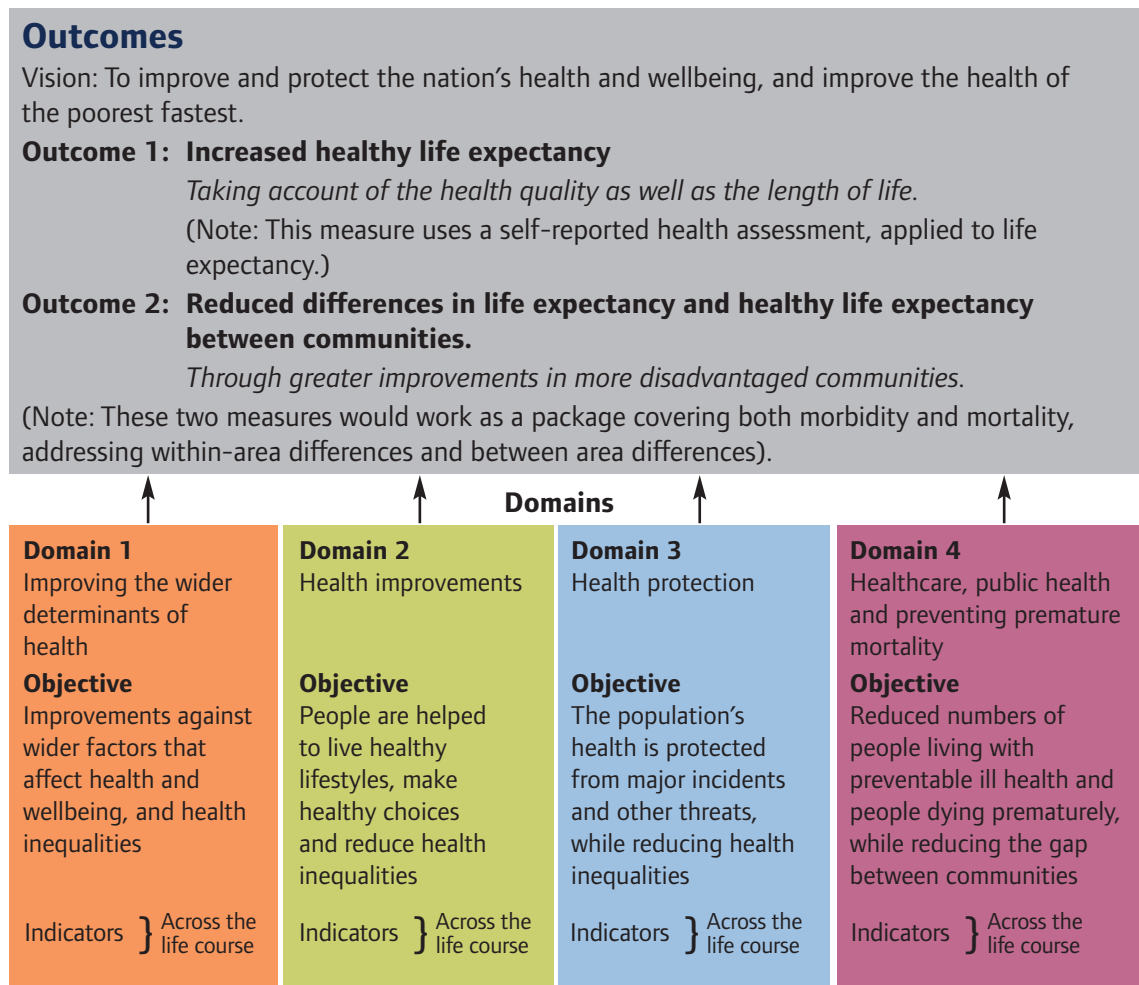 Outcomes
Vision: To improve and protect the nation’s health and wellbeing, and improve the health of
the poorest fastest.
Outcome 1: Increased healthy life expectancy
Taking account of the health quality as well as the length of life.
(Note: This measure uses a self-reported health assessment, applied to life
expectancy.)
Outcome 2: Reduced differences in life expectancy and healthy life expectancy
between communities.
Through greater improvements in more disadvantaged communities.
(Note: These two measures would work as a package covering both morbidity and mortality,
addressing within-area differences and between area differences).
Domains
Domain 1
Improving the wider
determinants of
health
Objective
Improvements against
wider factors that
affect health and
wellbeing, and health
inequalities
Indicators } Across the
life course
Domain 2
Health improvements
Objective
People are helped
to live healthy
lifestyles, make
healthy choices
and reduce health
inequalities
Indicators } Across the
life course
Domain 3
Health protection
Objective
The population’s
health is protected
from major incidents
and other threats,
while reducing health
inequalities
Indicators } Across the
life course
Domain 4
Healthcare, public health
and preventing premature
mortality
Objective
Reduced numbers of
people living with
preventable ill health and
people dying prematurely,
while reducing the gap
between communities
Indicators } Across the
life course